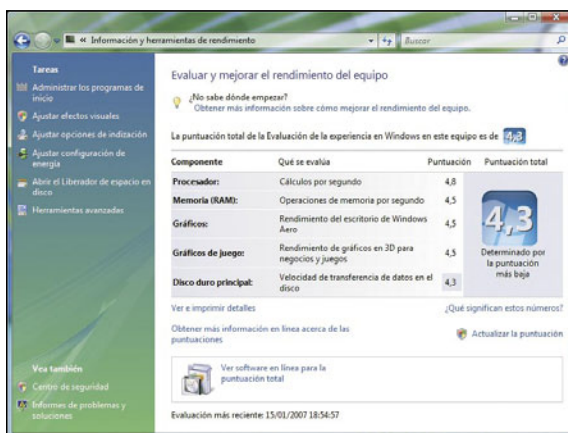 « Información y herramientas de rendimiento
Buscar
Tareas
Administrar los programas de
inicio
Ajustar efectos visuales
Ajustar opciones de indización
Ajustar configuración de
energía
Abrir el Liberador de espacio en
disco
Herramientas avanzadas
Vea también
Centro de seguridad
Informes de problemas y
soluciones
Evaluar y mejorar el rendimiento del equipo
¿No sabe dónde empezar?
Obtener más información sobre cómo mejorar el rendimiento del equipo.
La puntuación total de la Evaluación de la experiencia en Windows en este equipo es de 4,3
Componente Qué se evalúa Puntuación Puntuación total
Procesador: Cálculos por segundo 4,8
Memoria (RAM): Operaciones de memoria por segundo 4,5
Gráficos: Rendimiento del escritorio de Windows
Aero 4,5
Gráficos de juego: Rendimiento de gráficos en 3D para
negocios y juegos 4,5
Disco duro principal: Velocidad de transferencia de datos en el
disco 4,3
4,3
Determinado por
la puntuación
más baja
Ver e imprimir detalles
¿Qué significan estos números?
Obtener más información en línea acerca de las
puntuaciones
Actualizar la puntuación
Ver software en línea para la
puntuación total
Evaluación más reciente: 15/01/2007 18:54:57